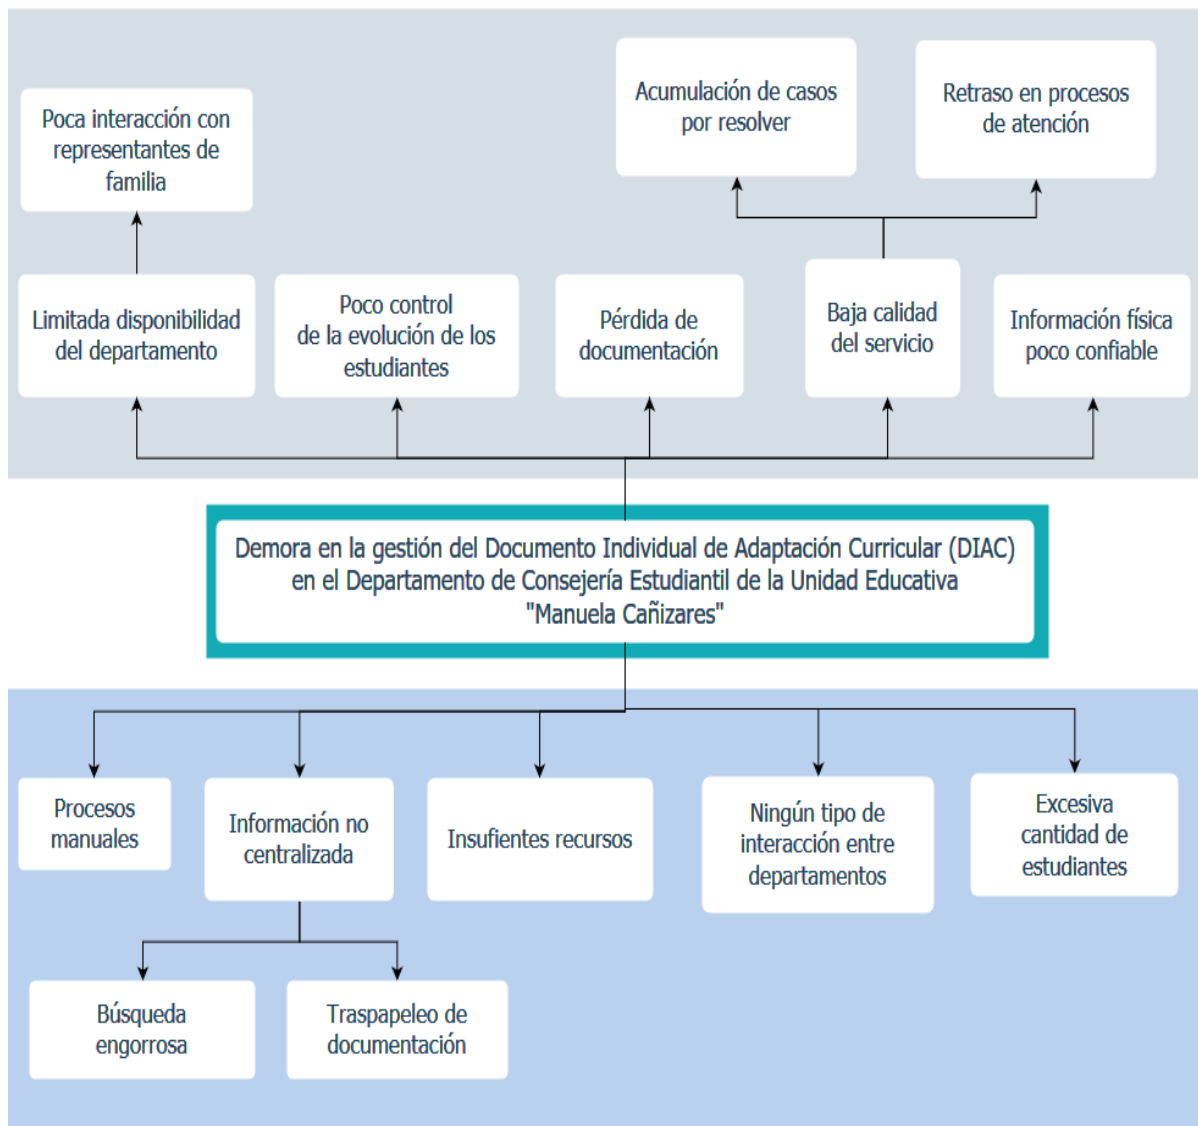 Acumulación de casos
por resolver
Retraso en procesos
de atención
Poca interacción con
representantes de
familia
Limitada disponibilidad
del departamento
Poco control
de la evolución de los
estudiantes
Pérdida de
documentación
Baja calidad
del servicio
Información física
poco confiable
Demora en la gestión del Documento Individual de Adaptación Curricular (DIAC)
en el Departamento de Consejería Estudiantil de la Unidad Educativa
"Manuela Cañizares"
Procesos
manuales
Información no
centralizada
Insufientes recursos
Ningún tipo de
interacción entre
departamentos
Excesiva
cantidad de
estudiantes
Búsqueda
engorrosa
Traspapeleo de
documentación